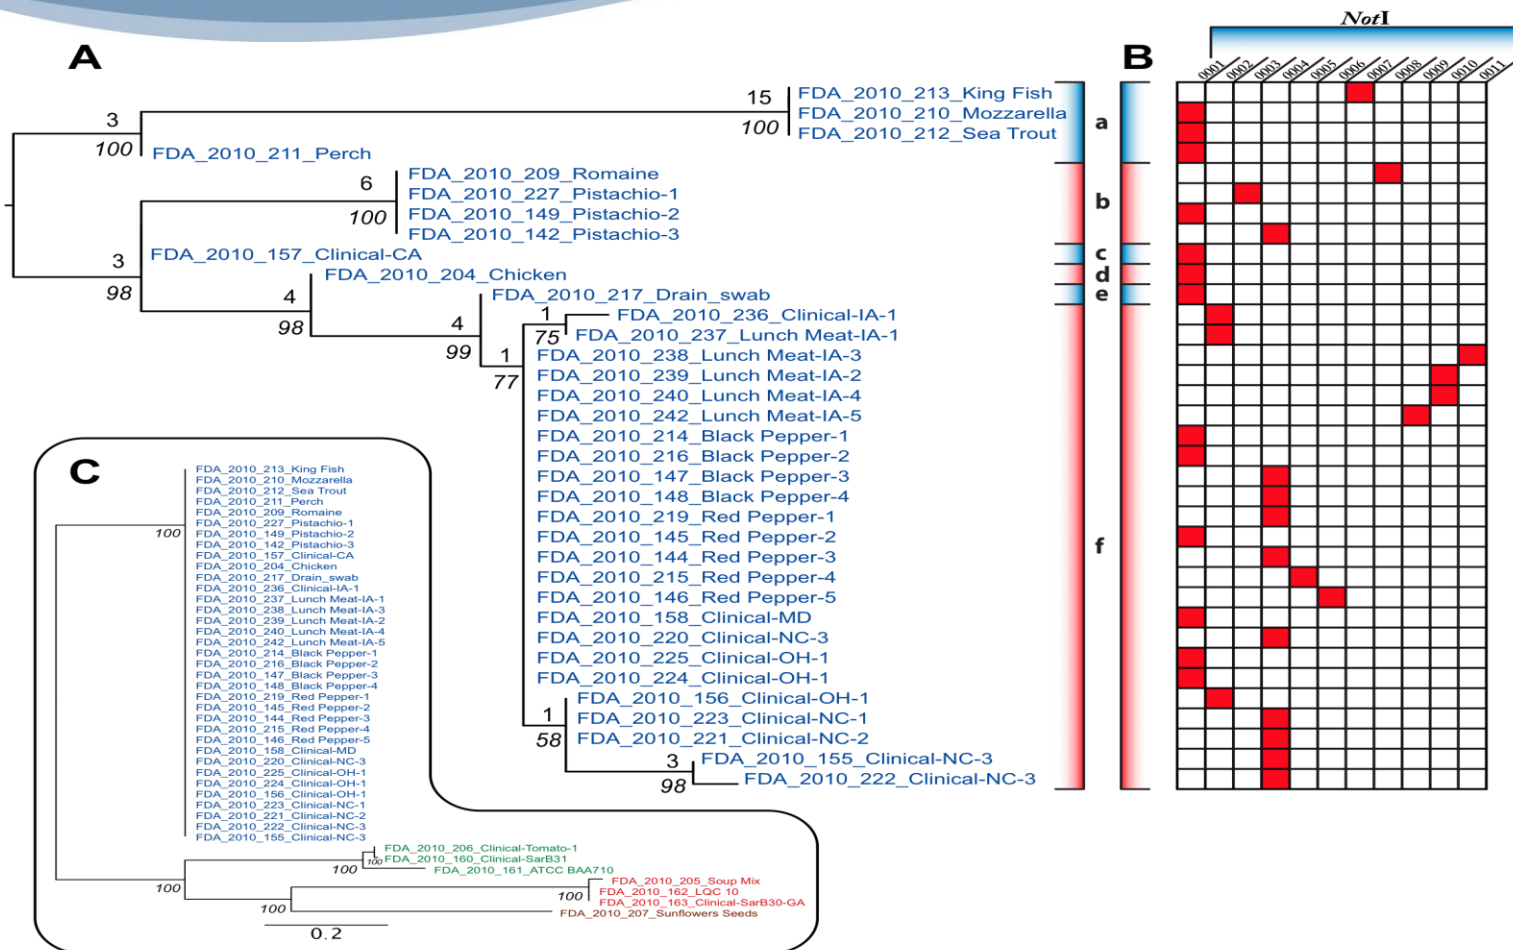 NotI
A
B
0001 0002 0003 0004 0005 0006 0007 0008 0009 0010 0011
15
FDA_2010_213_King Fish
FDA_2010_210_Mozzarella
a
3
100
FDA_2010_212_Sea Trout
100
FDA_2010_211_Perch
FDA_2010_209_Romaine
6
FDA_2010_227_Pistachio-1
b
100
FDA_2010_149_Pistachio-2
FDA_2010_142_Pistachio-3
3
FDA_2010_157_Clinical-CA
c
98
FDA_2010_204_Chicken
d
4
FDA_2010_217_Drain_swab
e
98
1
FDA_2010_236_Clinical-IA-1
4
75
FDA_2010_237_Lunch Meat-IA-1
99
1
FDA_2010_238_Lunch Meat-IA-3
77
FDA_2010_239_Lunch Meat-IA-2
FDA_2010_240_Lunch Meat-IA-4
FDA_2010_242_Lunch Meat-IA-5
FDA_2010_214_Black Pepper-1
FDA_2010_216_Black Pepper-2
FDA_2010_147_Black Pepper-3
FDA_2010_148_Black Pepper-4
FDA_2010_219_Red Pepper-1
FDA_2010_145_Red Pepper-2
f
FDA_2010_144_Red Pepper-3
FDA_2010_215_Red Pepper-4
FDA_2010_146_Red Pepper-5
FDA_2010_158_Clinical-MD
FDA_2010_220_Clinical-NC-3
FDA_2010_225_Clinical-OH-1
FDA_2010_224_Clinical-OH-1
FDA_2010_156_Clinical-OH-1
1
FDA_2010_223_Clinical-NC-1
58
FDA_2010_221_Clinical-NC-2
3
FDA_2010_155_Clinical-NC-3
98
FDA_2010_222_Clinical-NC-3
C
FDA_2010_213_King Fish
FDA_2010_210_Mozzarella
FDA_2010_212_Sea Trout
FDA_2010_211_Perch
FDA_2010_209_Romaine
FDA_2010_227_Pistachio-1
100
FDA_2010_149_Pistachio-2
FDA_2010_142_Pistachio-3
FDA_2010_157_Clinical-CA
FDA_2010_204_Chicken
FDA_2010_217_Drain_swab
FDA_2010_236_Clinical-IA-1
FDA_2010_237_Lunch Meat-IA-1
FDA_2010_238_Lunch Meat-IA-3
FDA_2010_239_Lunch Meat-IA-2
FDA_2010_240_Lunch Meat-IA-4
FDA_2010_242_Lunch Meat-IA-5
FDA_2010_214_Black Pepper-1
FDA_2010_216_Black Pepper-2
FDA_2010_147_Black Pepper-3
FDA_2010_148_Black Pepper-4
FDA_2010_219_Red Pepper-1
FDA_2010_145_Red Pepper-2
FDA_2010_144_Red Pepper-3
FDA_2010_215_Red Pepper-4
FDA_2010_146_Red Pepper-5
FDA_2010_158_Clinical-MD
FDA_2010_220_Clinical-NC-3
FDA_2010_225_Clinical-OH-1
FDA_2010_224_Clinical-OH-1
FDA_2010_156_Clinical-OH-1
FDA_2010_223_Clinical-NC-1
FDA_2010_221_Clinical-NC-2
FDA_2010_222_Clinical-NC-3
FDA_2010_155_Clinical-NC-3
FDA_2010_206_Clinical-Tomato-1
100
FDA_2010_160_Clinical-SarB31
100
FDA_2010_161_ATCC BAA710
100
FDA_2010_205_Soup Mix
FDA_2010_162_LQC 10
100
FDA_2010_163_Clinical-SarB30-GA
100
FDA_2010_207_Sunflowers Seeds
0.2